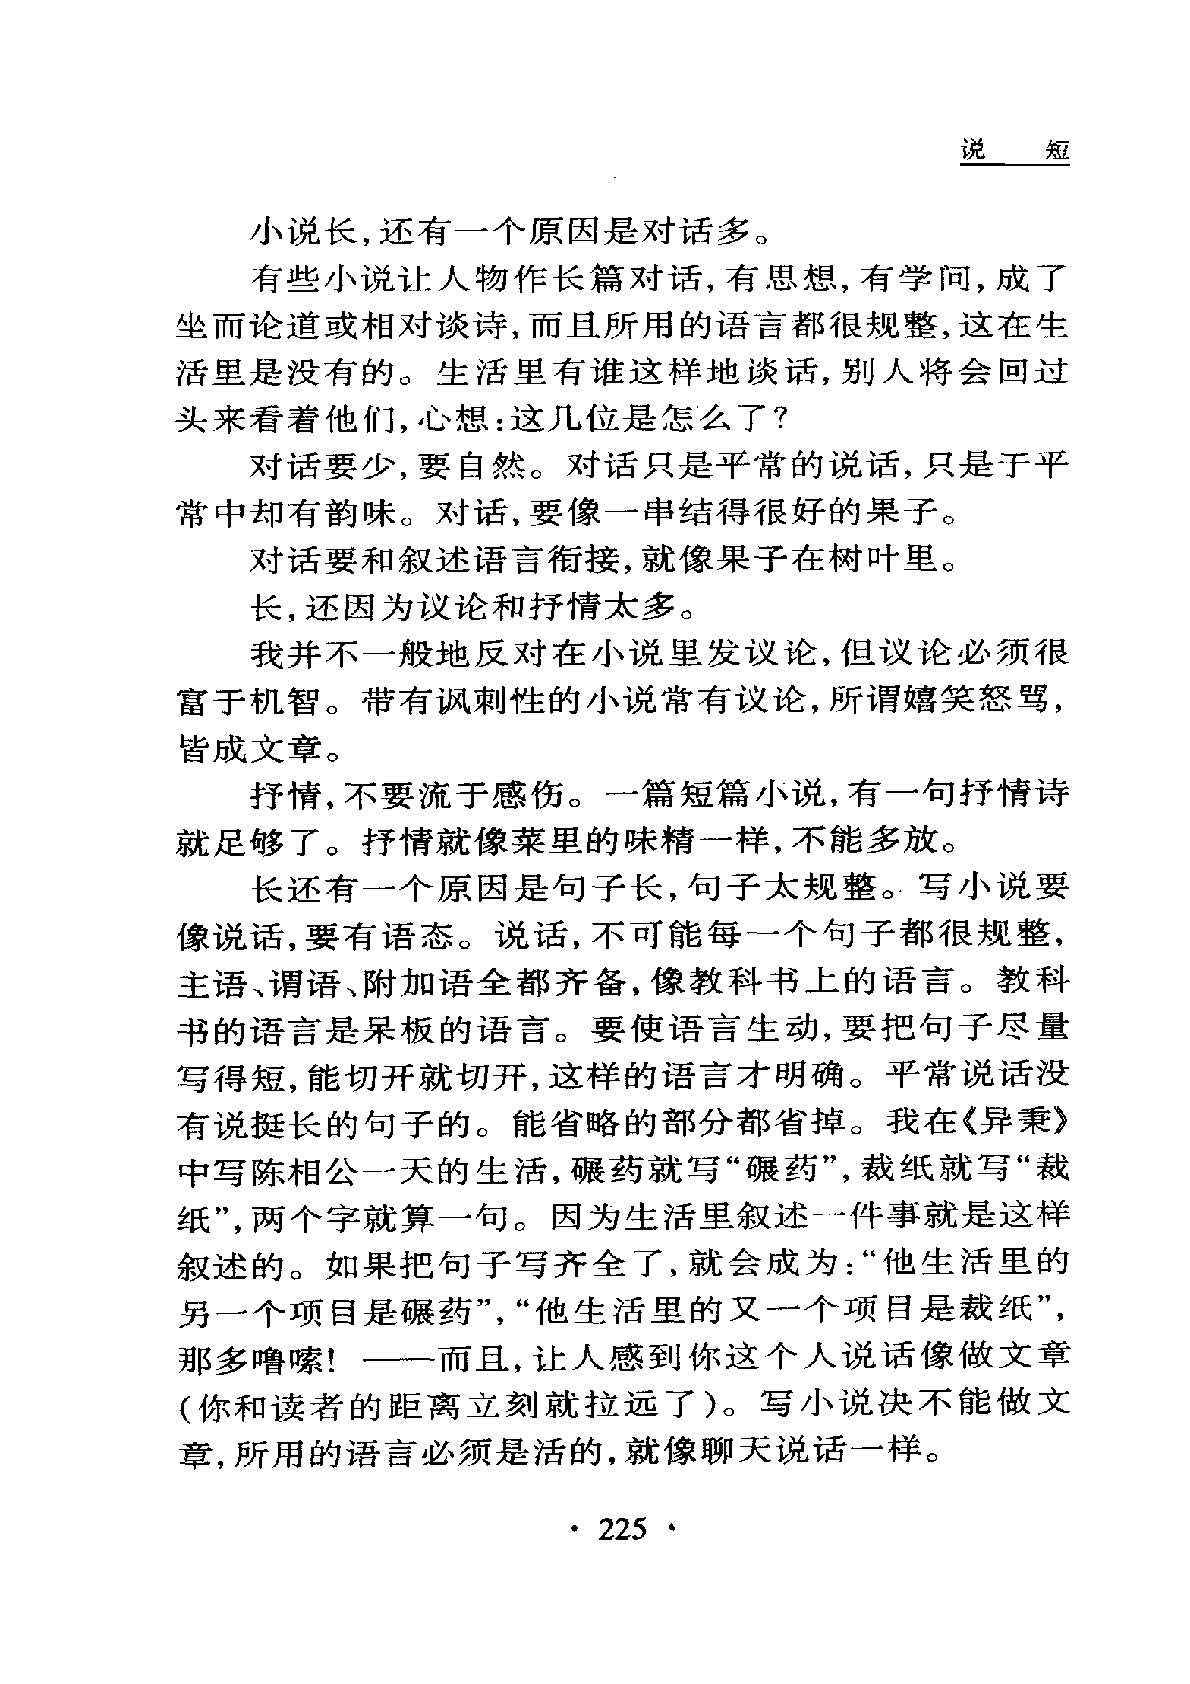 说 短
小说长,还有一个原因是对话多。
有些小说让人物作长篇对话,有思想,有学问,成了
坐而论道或相对谈诗,而且所用的语言都很规整,这在生
活里是没有的。生活里有谁这样地谈话,别人将会回过
头来看着他们,心想:这几位是怎么了?
对话要少,要自然。对话只是平常的说话,只是于平
常中却有韵味。对话,要像一串结得很好的果子。
对话要和叙述语言衔接,就像果子在树叶里。
长,还因为议论和抒情太多。
我并不一般地反对在小说里发议论,但议论必须很
富于机智。带有讽刺性的小说常有议论,所谓嬉笑怒骂,
皆成文章。
抒情,不要流于感伤。一篇短篇小说,有一句抒情诗
就足够了。抒情就像菜里的味精一样,不能多放。
长还有一个原因是句子长,句子太规整。写小说要
像说话,要有语态。说话,不可能每一个句子都很规整,
主语、谓语、附加语全都齐备,像教科书上的语言。教科
书的语言是呆板的语言。要使语言生动,要把句子尽量
写得短,能切开就切开,这样的语言才明确。平常说话没
有说挺长的句子的。能省略的部分都省掉。我在《异秉》
中写陈相公一天的生活,碾药就写“碾药”,裁纸就写“裁
纸”,两个字就算一句。因为生活里叙述一件事就是这样
叙述的。如果把句子写齐全了,就会成为:“他生活里的
另一个项目是碾药”,“他生活里的又一个项目是裁纸”,
那多噜嗦!——而且,让人感到你这个人说话像做文章
(你和读者的距离立刻就拉远了)。写小说决不能做文
章,所用的语言必须是活的,就像聊天说话一样。
· 225 ·